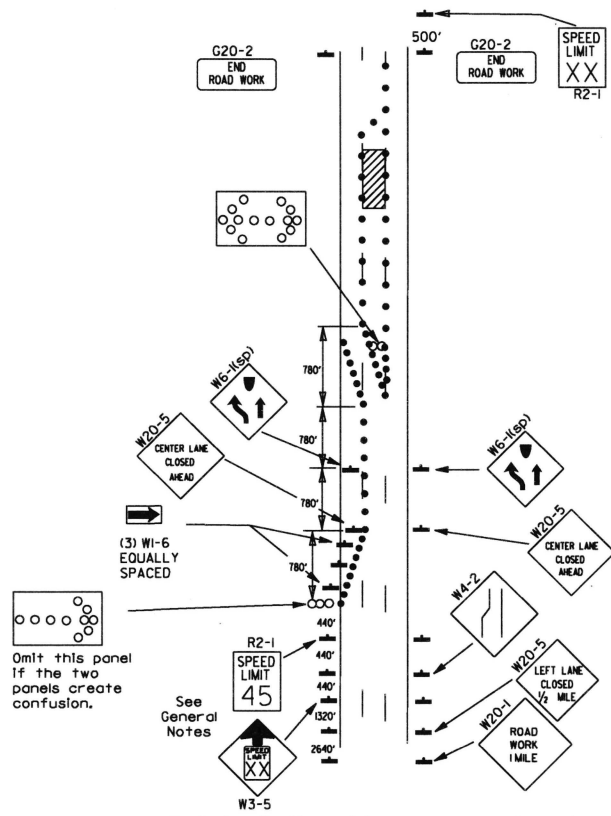 500'
SPEED
LIMIT
XX
R2-1
G20-2
END
ROAD WORK
G20-2
END
ROAD WORK
780'
W6-1(sp)
780'
W20-5
CENTER LANE
CLOSED
AHEAD
780'
W6-1(sp)
(3) W1-6
EQUALLY
SPACED
780'
W20-5
CENTER LANE
CLOSED
AHEAD
Omit this panel
if the two
panels create
confusion.
440'
R2-1
SPEED
LIMIT
45
440'
W4-2
440'
See
General
Notes
1320'
W20-5
LEFT LANE
CLOSED
1/2 MILE
2640'
SPEED
LIMIT
XX
W3-5
W20-1
ROAD
WORK
1 MILE